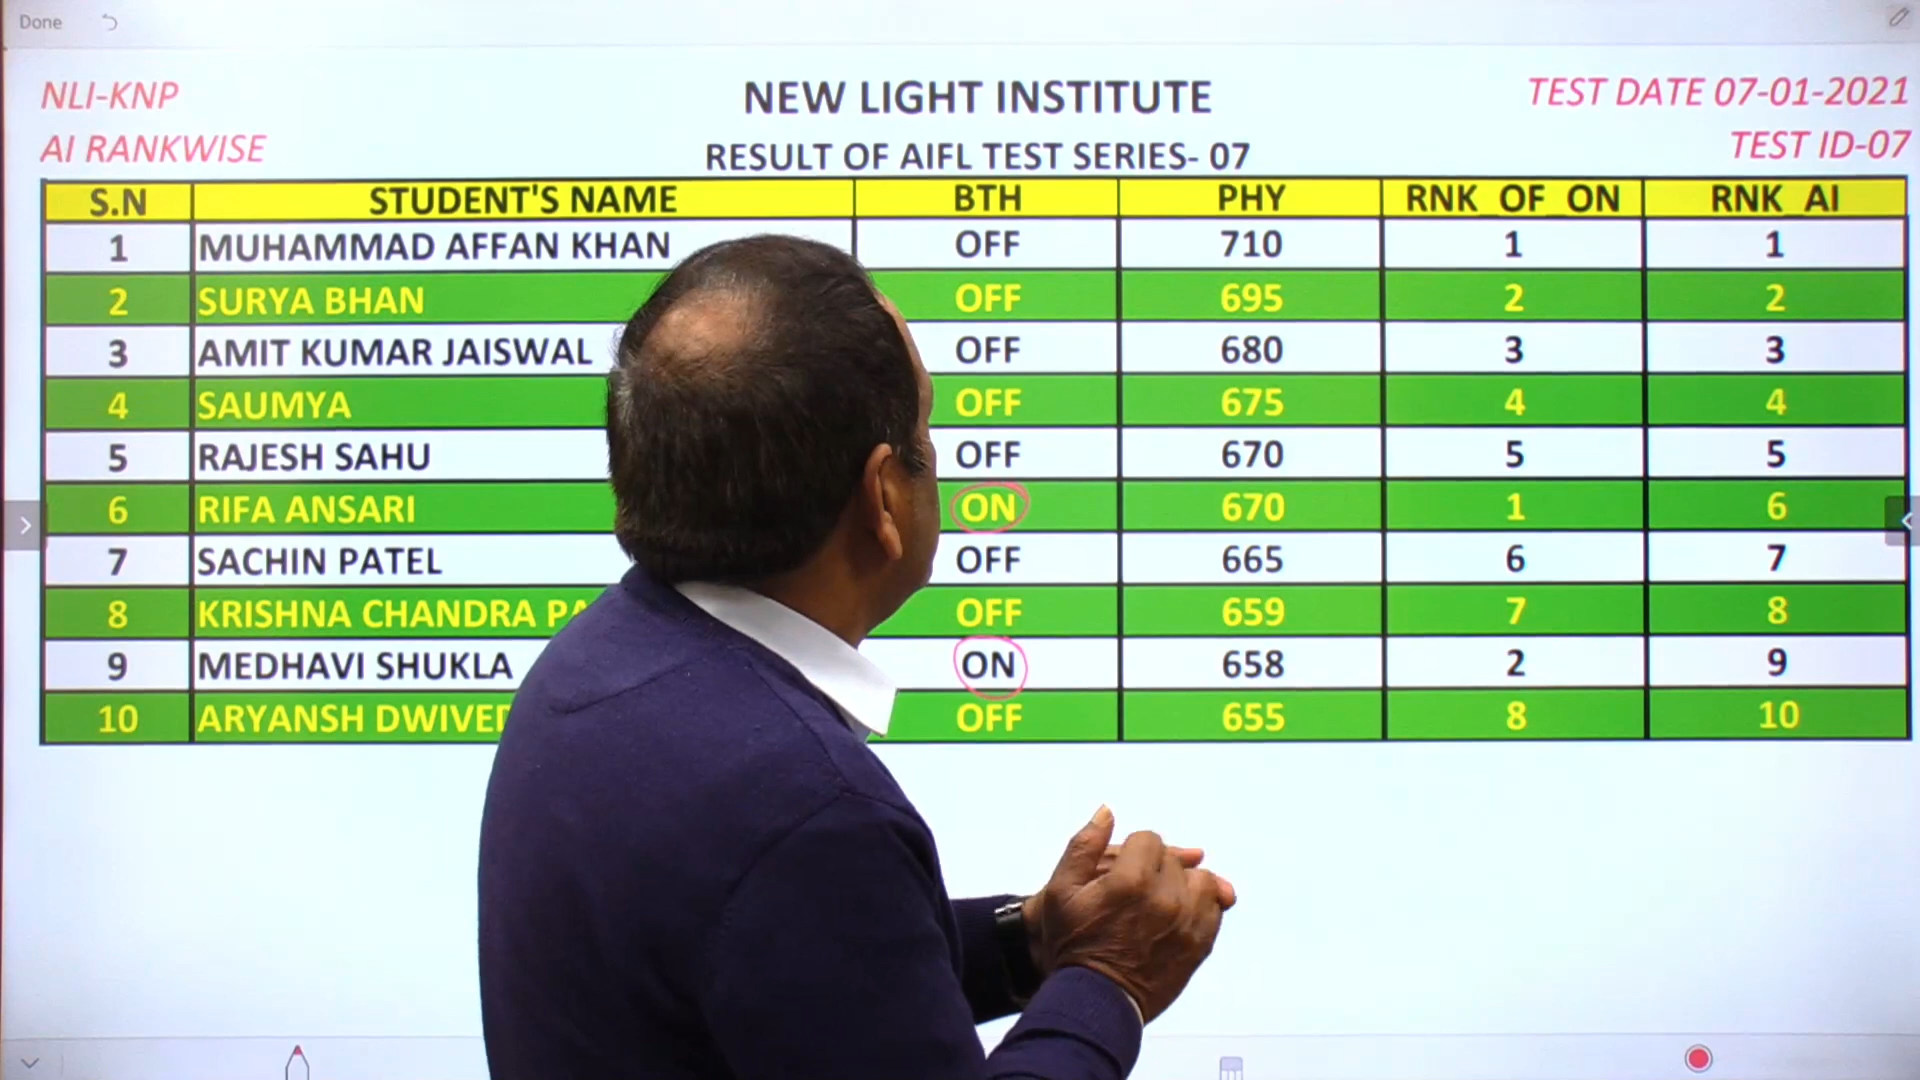 Done
NLI-KNP
NEW LIGHT INSTITUTE
TEST DATE 07-01-2021
AI RANKWISE
RESULT OF AIFL TEST SERIES- 07
TEST ID-07
S.N STUDENT'S NAME BTH PHY RNK_OF_ON RNK_AI
1 MUHAMMAD AFFAN KHAN OFF 710 1 1
2 SURYA BHAN OFF 695 2 2
3 AMIT KUMAR JAISWAL OFF 680 3 3
4 SAUMYA OFF 675 4 4
5 RAJESH SAHU OFF 670 5 5
6 RIFA ANSARI ON 670 1 6
7 SACHIN PATEL OFF 665 6 7
8 KRISHNA CHANDRA OFF 659 7 8
9 MEDHAVI SHUKLA ON 658 2 9
10 ARYANSH OFF 655 8 10